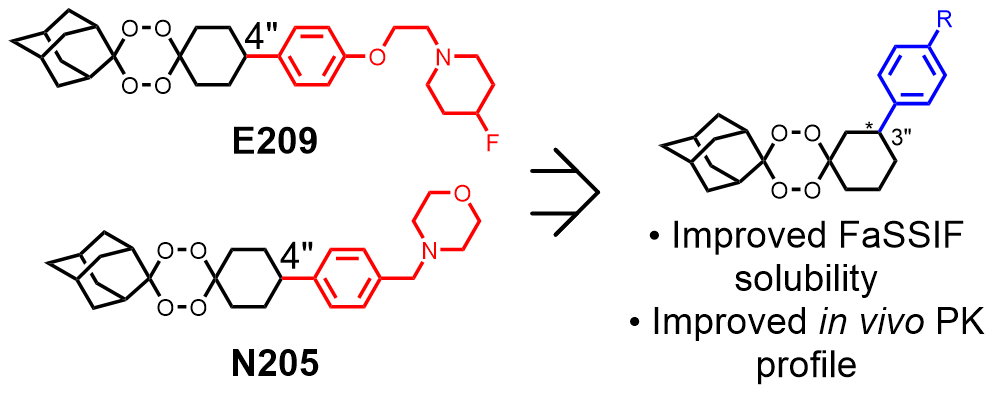 O-O
O-O
4"
O
N
F
E209
O-O
O-O
4"
N
O
N205
R
*
3"
O-O
O-O
• Improved FaSSIF
solubility
• Improved in vivo PK
profile